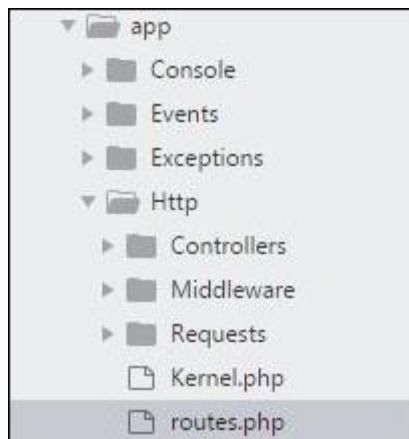 app
Console
Events
Exceptions
Http
Controllers
Middleware
Requests
Kernel.php
routes.php